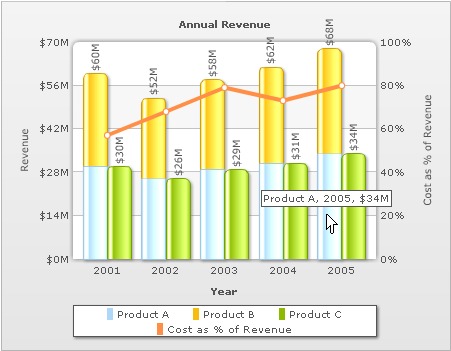 Annual Revenue
$70M
$56M
$42M
$28M
$14M
$0M
Revenue
$60M
$30M
$52M
$26M
$58M
$29M
$62M
$31M
$68M
$34M
Product A, 2005, $34M
100%
80%
60%
40%
20%
0%
Cost as % of Revenue
2001 2002 2003 2004 2005
Year
Product A Product B Product C
Cost as % of Revenue